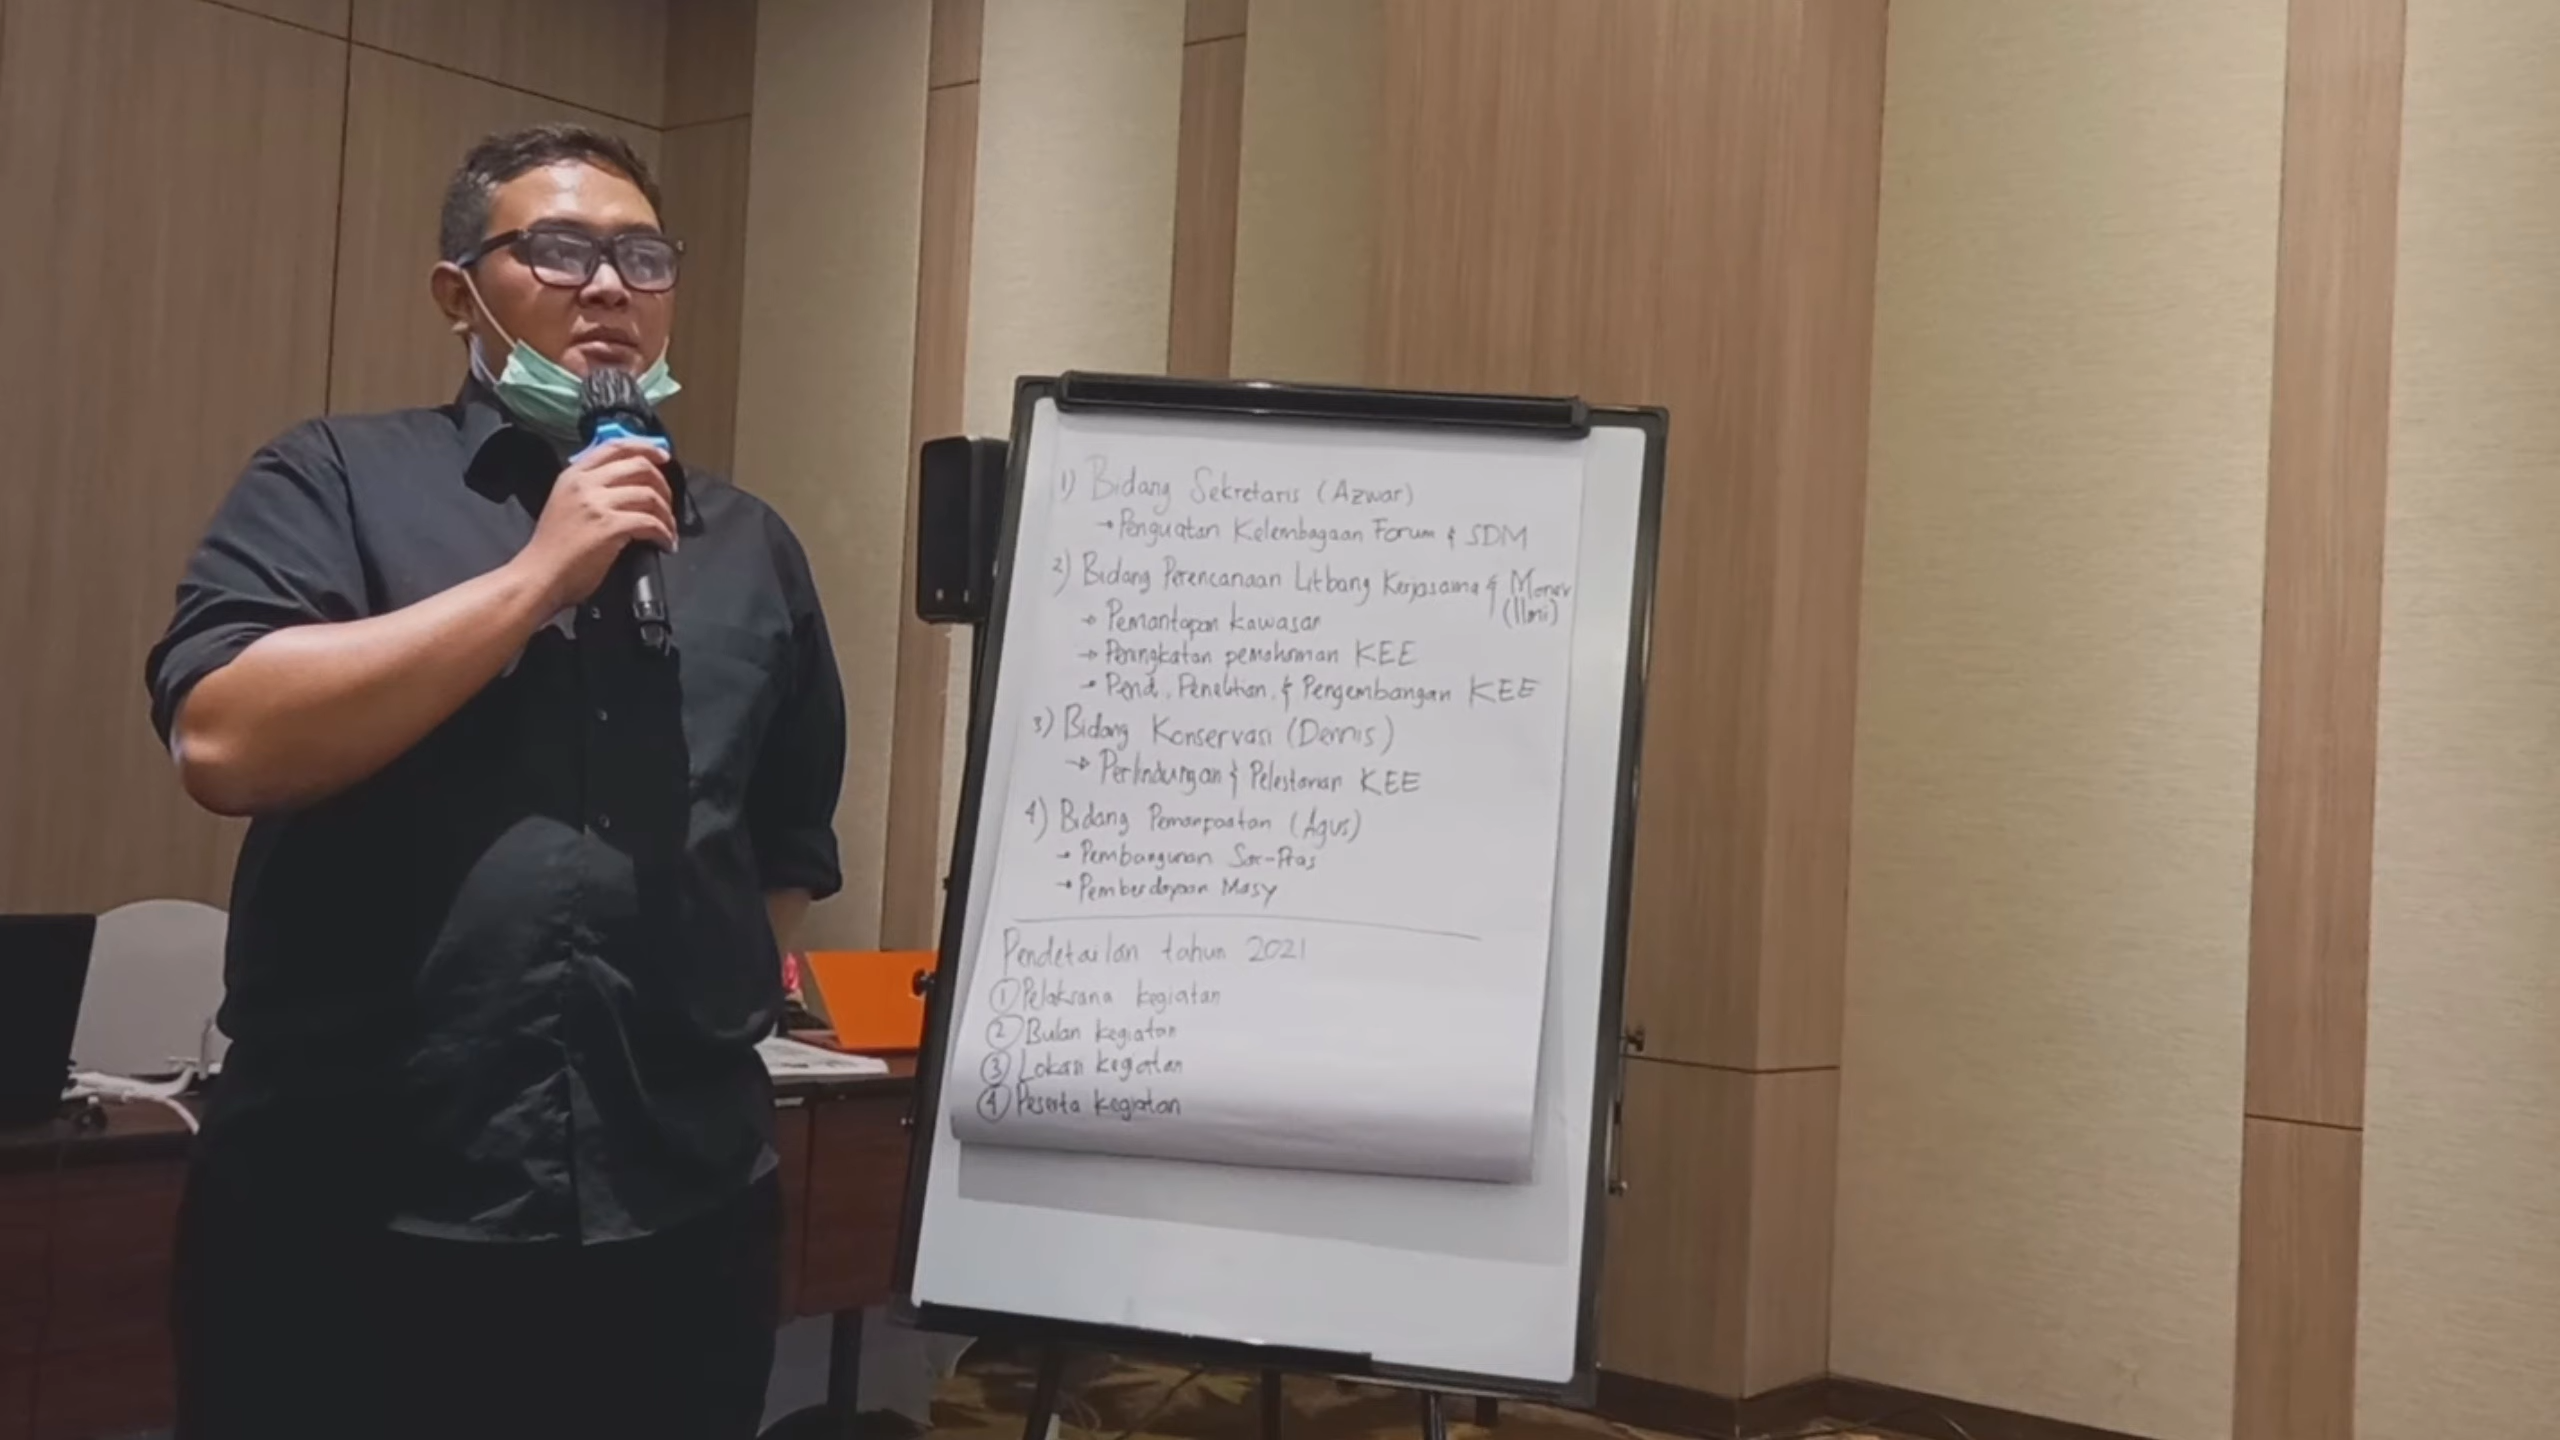 1) Bidang Sekretaris (Azwar)
→ Penguatan Kelembagaan Forum & SDM
2) Bidang Perencanaan Litbang Kerjasama & Monev
(Ilmi)
→ Pemantapan kawasan
→ Peningkatan pemahaman KEE
→ Pend, Penelitian, & Pengembangan KEE
3) Bidang Konservasi (Dennis)
→ Perlindungan & Pelestarian KEE
4) Bidang Pemanfaatan (Agus)
→ Pembangunan Sar-Pras
→ Pemberdayaan Masy
Pendetailan tahun 2021
① Pelaksana kegiatan
② Bulan kegiatan
③ Lokasi kegiatan
④ Peserta kegiatan